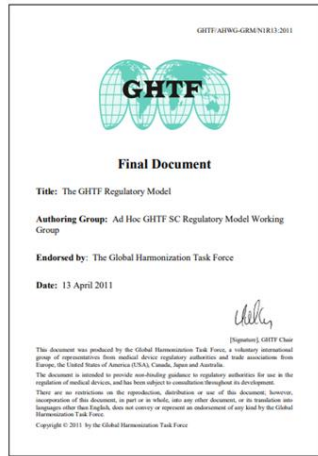 GHTF/AHWG-GRM/N1R13:2011
GHTF
Final Document
Title: The GHTF Regulatory Model
Authoring Group: Ad Hoc GHTF SC Regulatory Model Working
Group
Endorsed by: The Global Harmonization Task Force
Date: 13 April 2011
[Signature], GHTF Chair
This document was produced by the Global Harmonization Task Force, a voluntary international
group of representatives from medical device regulatory authorities and trade associations from
Europe, the United States of America (USA), Canada, Japan and Australia.
The document is intended to provide non-binding guidance to regulatory authorities for use in the
regulation of medical devices, and has been subject to consultation throughout its development.
There are no restrictions on the reproduction, distribution or use of this document; however,
incorporation of this document, in part or in whole, into any other document, or its translation into
languages other than English, does not convey or represent an endorsement of any kind by the Global
Harmonization Task Force.
Copyright © 2011 by the Global Harmonization Task Force